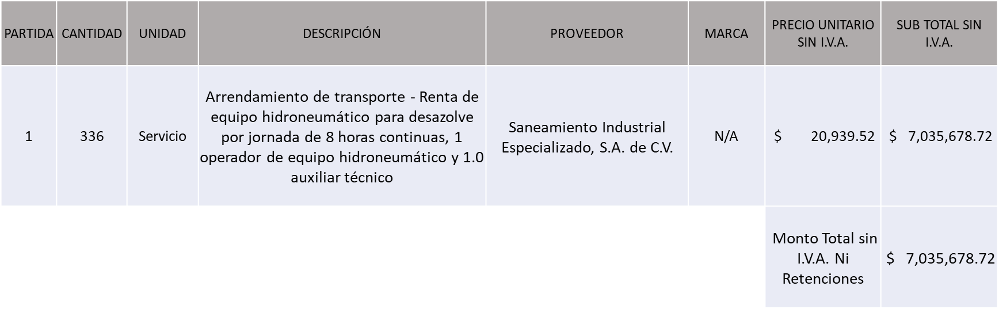 PARTIDA
CANTIDAD
UNIDAD
DESCRIPCIÓN
PROVEEDOR
MARCA
PRECIO UNITARIO
SIN I.V.A.
SUB TOTAL SIN
I.V.A.
1
336
Servicio
Arrendamiento de transporte - Renta de
equipo hidroneumático para desazolve
por jornada de 8 horas continuas, 1
operador de equipo hidroneumático y 1.0
auxiliar técnico
Saneamiento Industrial
Especializado, S.A. de C.V.
N/A
$ 20,939.52
$ 7,035,678.72
Monto Total sin
I.V.A. Ni
Retenciones
$ 7,035,678.72